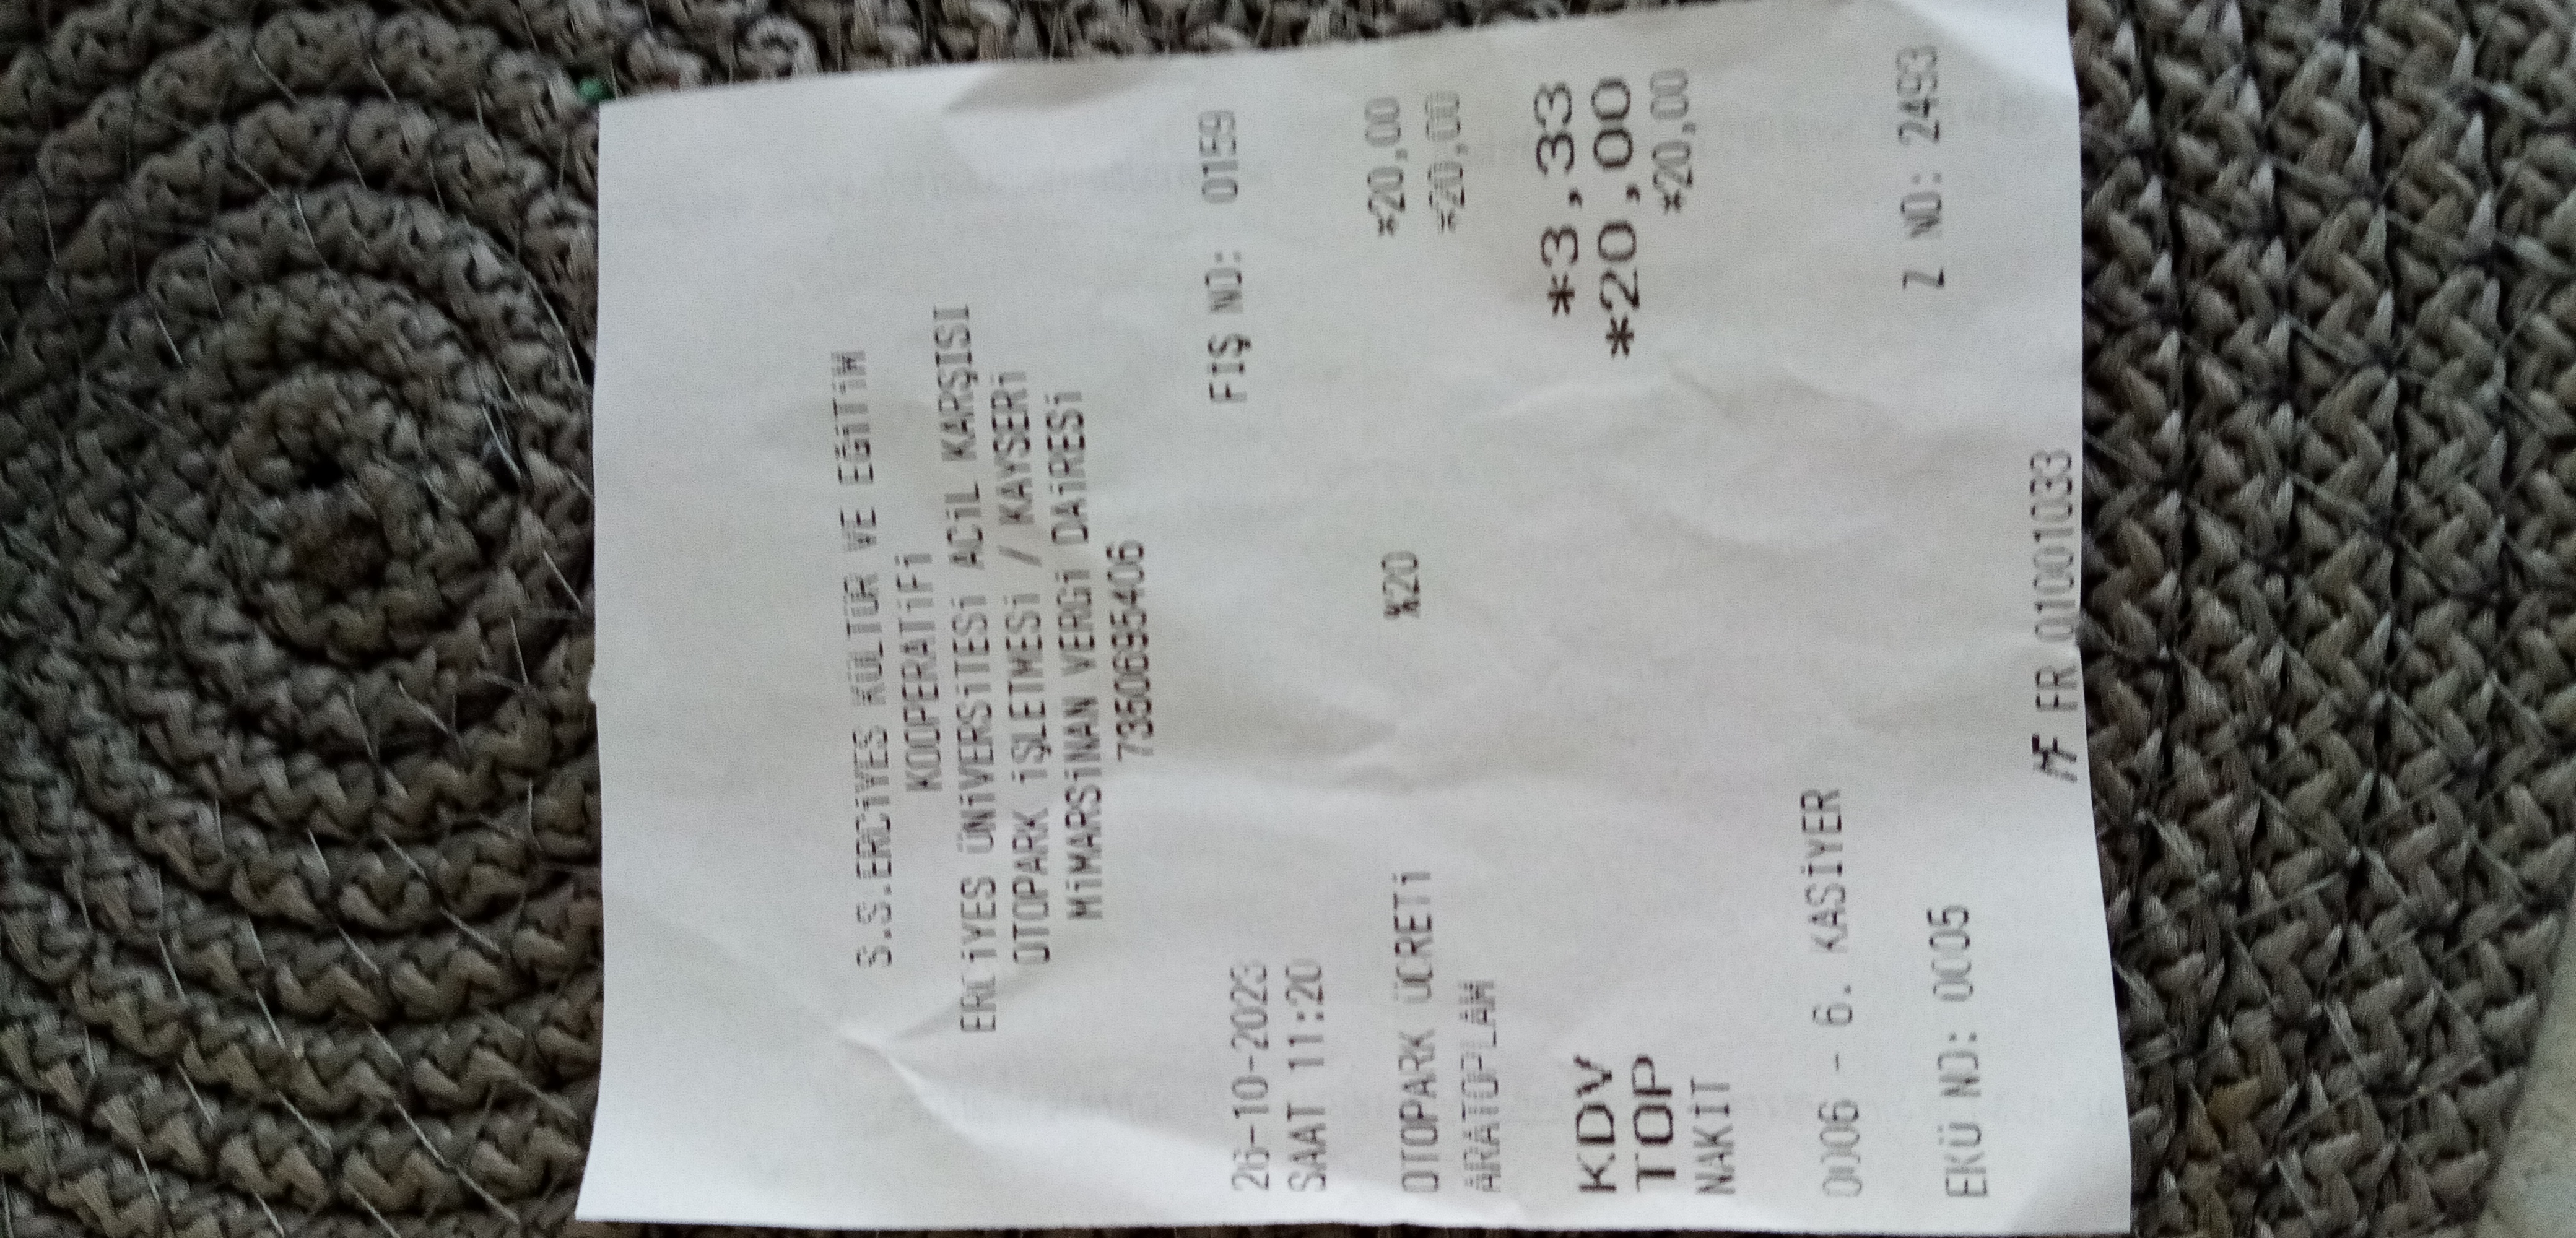 S.S.ERCİYES KÜLTÜR VE EĞİTİM
KOOPERATİFİ
ERCİYES ÜNİVERSİTESİ ACİL KARŞISI
OTOPARK İŞLETMESİ / KAYSERİ
MİMARSİNAN VERGİ DAİRESİ
7350695406
26-10-2023 FİŞ NO: 0159
SAAT 11:20
OTOPARK ÜCRETİ %20 *20,00
ARATOPLAM *20,00
KDV *3,33
TOP *20,00
NAKİT *20,00
0006 - 6. KASİYER
EKÜ NO: 0005 Z NO: 2493
MF FR 01001033